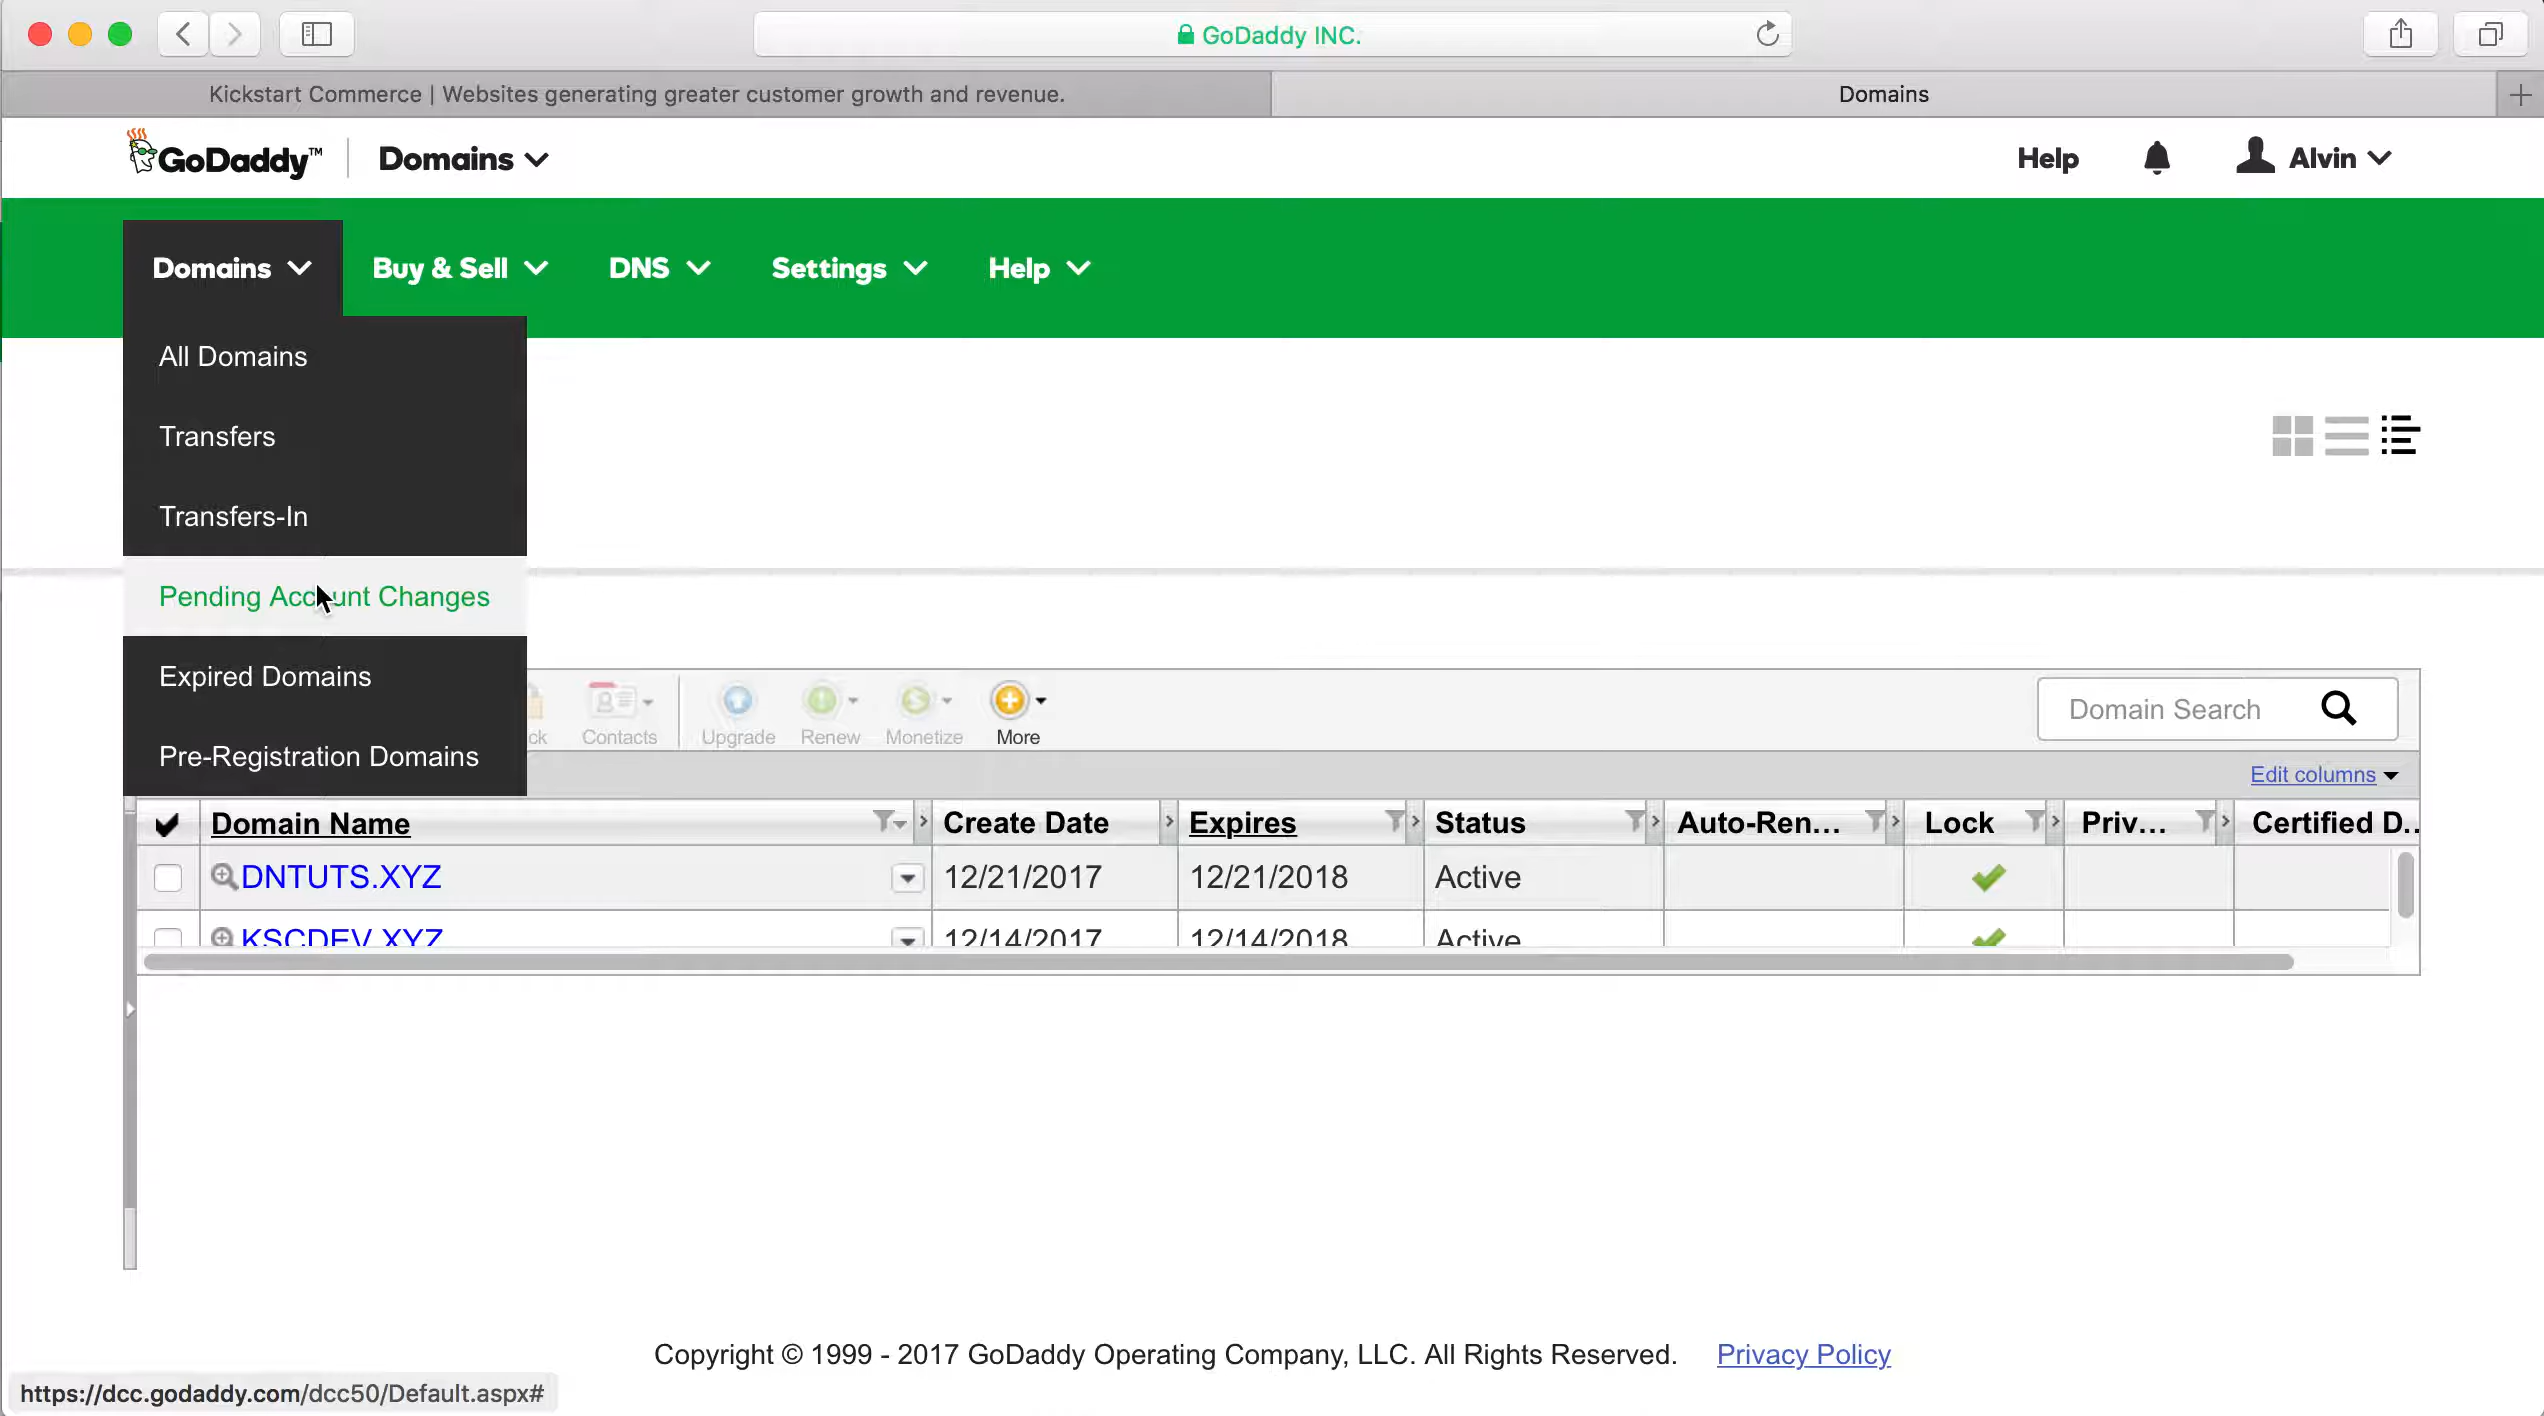 GoDaddy INC.
Kickstart Commerce | Websites generating greater customer growth and revenue.
Domains
GoDaddy™
Domains
Help
Alvin
Domains
Buy & Sell
DNS
Settings
Help
All Domains
Transfers
Transfers-In
Pending Account Changes
Expired Domains
Pre-Registration Domains
ck
Contacts
Upgrade
Renew
Monetize
More
Domain Search
Edit columns
Domain Name
Create Date
Expires
Status
Auto-Ren...
Lock
Priv...
Certified D..
DNTUTS.XYZ
12/21/2017
12/21/2018
Active
KSCDEV.XYZ
12/14/2017
12/14/2018
Active
Copyright © 1999 - 2017 GoDaddy Operating Company, LLC. All Rights Reserved.
Privacy Policy
https://dcc.godaddy.com/dcc50/Default.aspx#